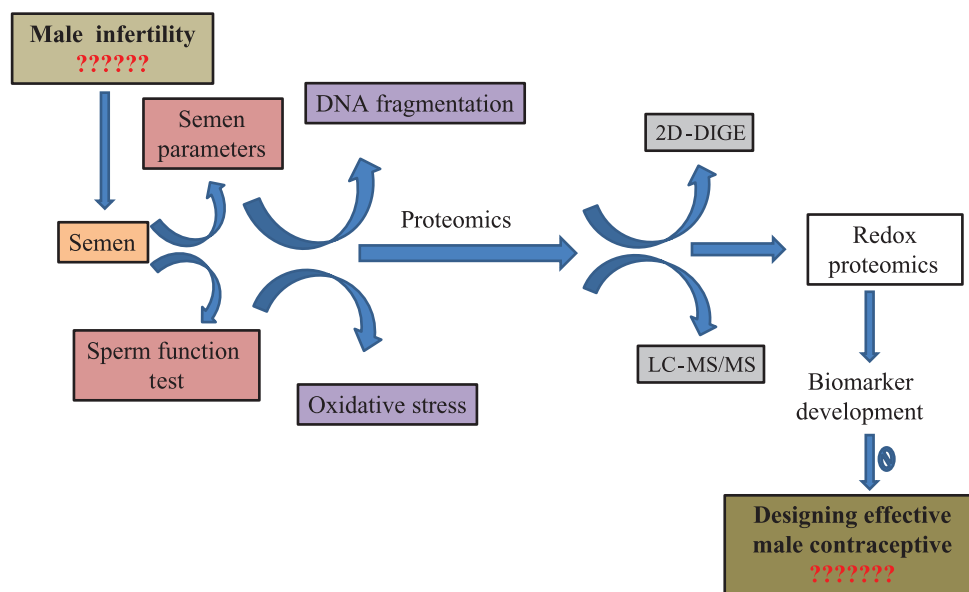 Male infertility
??????
DNA fragmentation
Semen
parameters
2D-DIGE
Proteomics
Semen
Redox
proteomics
Sperm function
test
LC-MS/MS
Oxidative stress
Biomarker
development
Designing effective
male contraceptive
???????